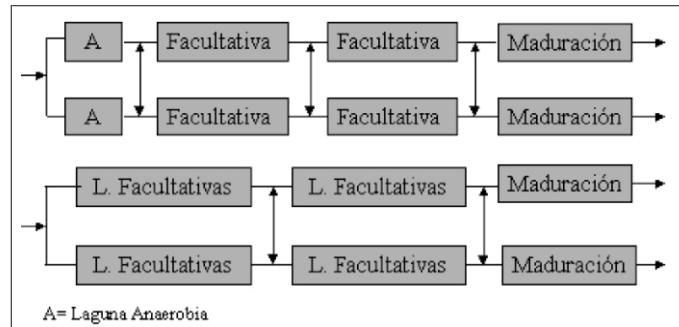 A Facultativa Facultativa Maduración
A Facultativa Facultativa Maduración
L. Facultativas L. Facultativas Maduración
L. Facultativas L. Facultativas Maduración
A= Laguna Anaerobia